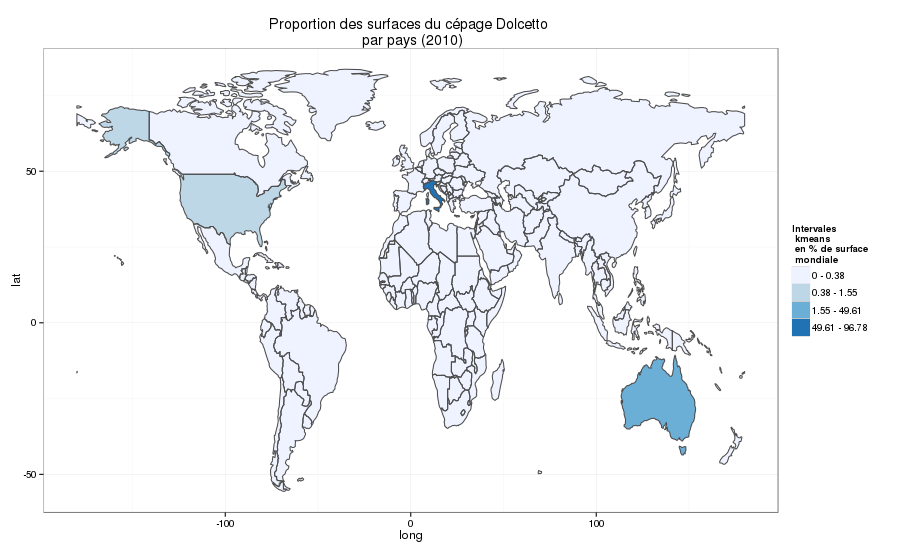 Proportion des surfaces du cépage Dolcetto
par pays (2010)
50
0
-50
lat
-100
0
100
long
Intervales
kmeans
en % de surface
mondiale
0 - 0.38
0.38 - 1.55
1.55 - 49.61
49.61 - 96.78